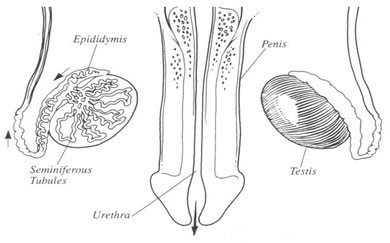 Epididymis
Penis
Seminiferous
Tubules
Testis
Urethra